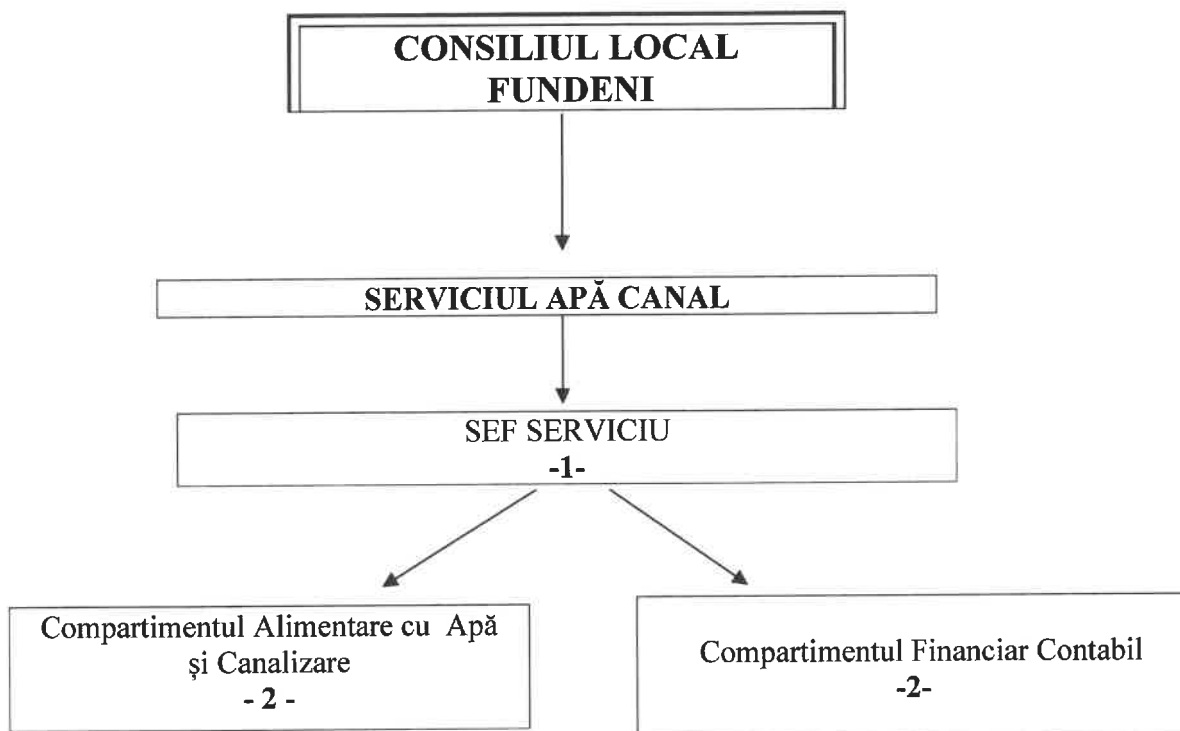 CONSILIUL LOCAL
FUNDENI
SERVICIUL APĂ CANAL
SEF SERVICIU
-1-
Compartimentul Alimentare cu Apă
și Canalizare
- 2 -
Compartimentul Financiar Contabil
-2-